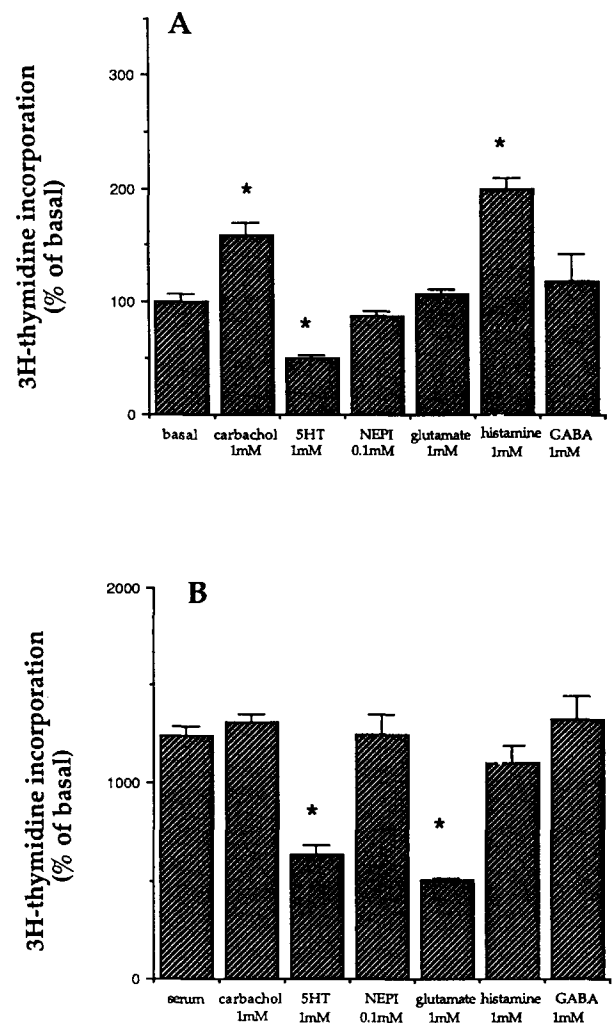 A
3H-thymidine incorporation
(% of basal)
300
200
100
0
* * *
basal carbachol 5HT NEPI glutamate histamine GABA
1mM 1mM 0.1mM 1mM 1mM 1mM
B
3H-thymidine incorporation
(% of basal)
2000
1000
0
* *
serum carbachol 5HT NEPI glutamate histamine GABA
1mM 1mM 0.1mM 1mM 1mM 1mM